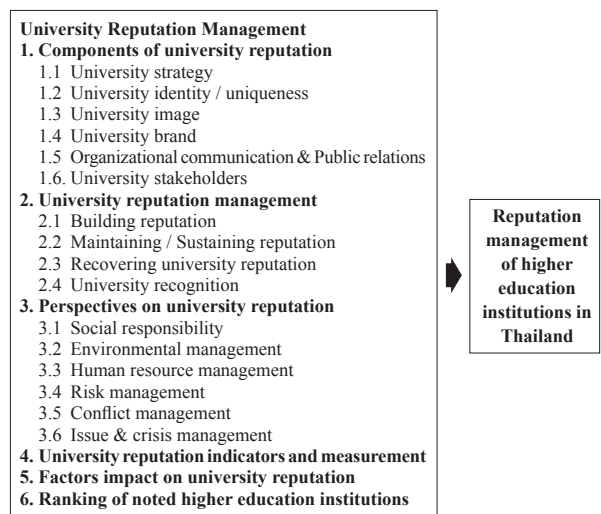 University Reputation Management
1. Components of university reputation
1.1 University strategy
1.2 University identity / uniqueness
1.3 University image
1.4 University brand
1.5 Organizational communication & Public relations
1.6. University stakeholders
2. University reputation management
2.1 Building reputation
2.2 Maintaining / Sustaining reputation
2.3 Recovering university reputation
2.4 University recognition
3. Perspectives on university reputation
3.1 Social responsibility
3.2 Environmental management
3.3 Human resource management
3.4 Risk management
3.5 Conflict management
3.6 Issue & crisis management
4. University reputation indicators and measurement
5. Factors impact on university reputation
6. Ranking of noted higher education institutions
Reputation
management
of higher
education
institutions in
Thailand